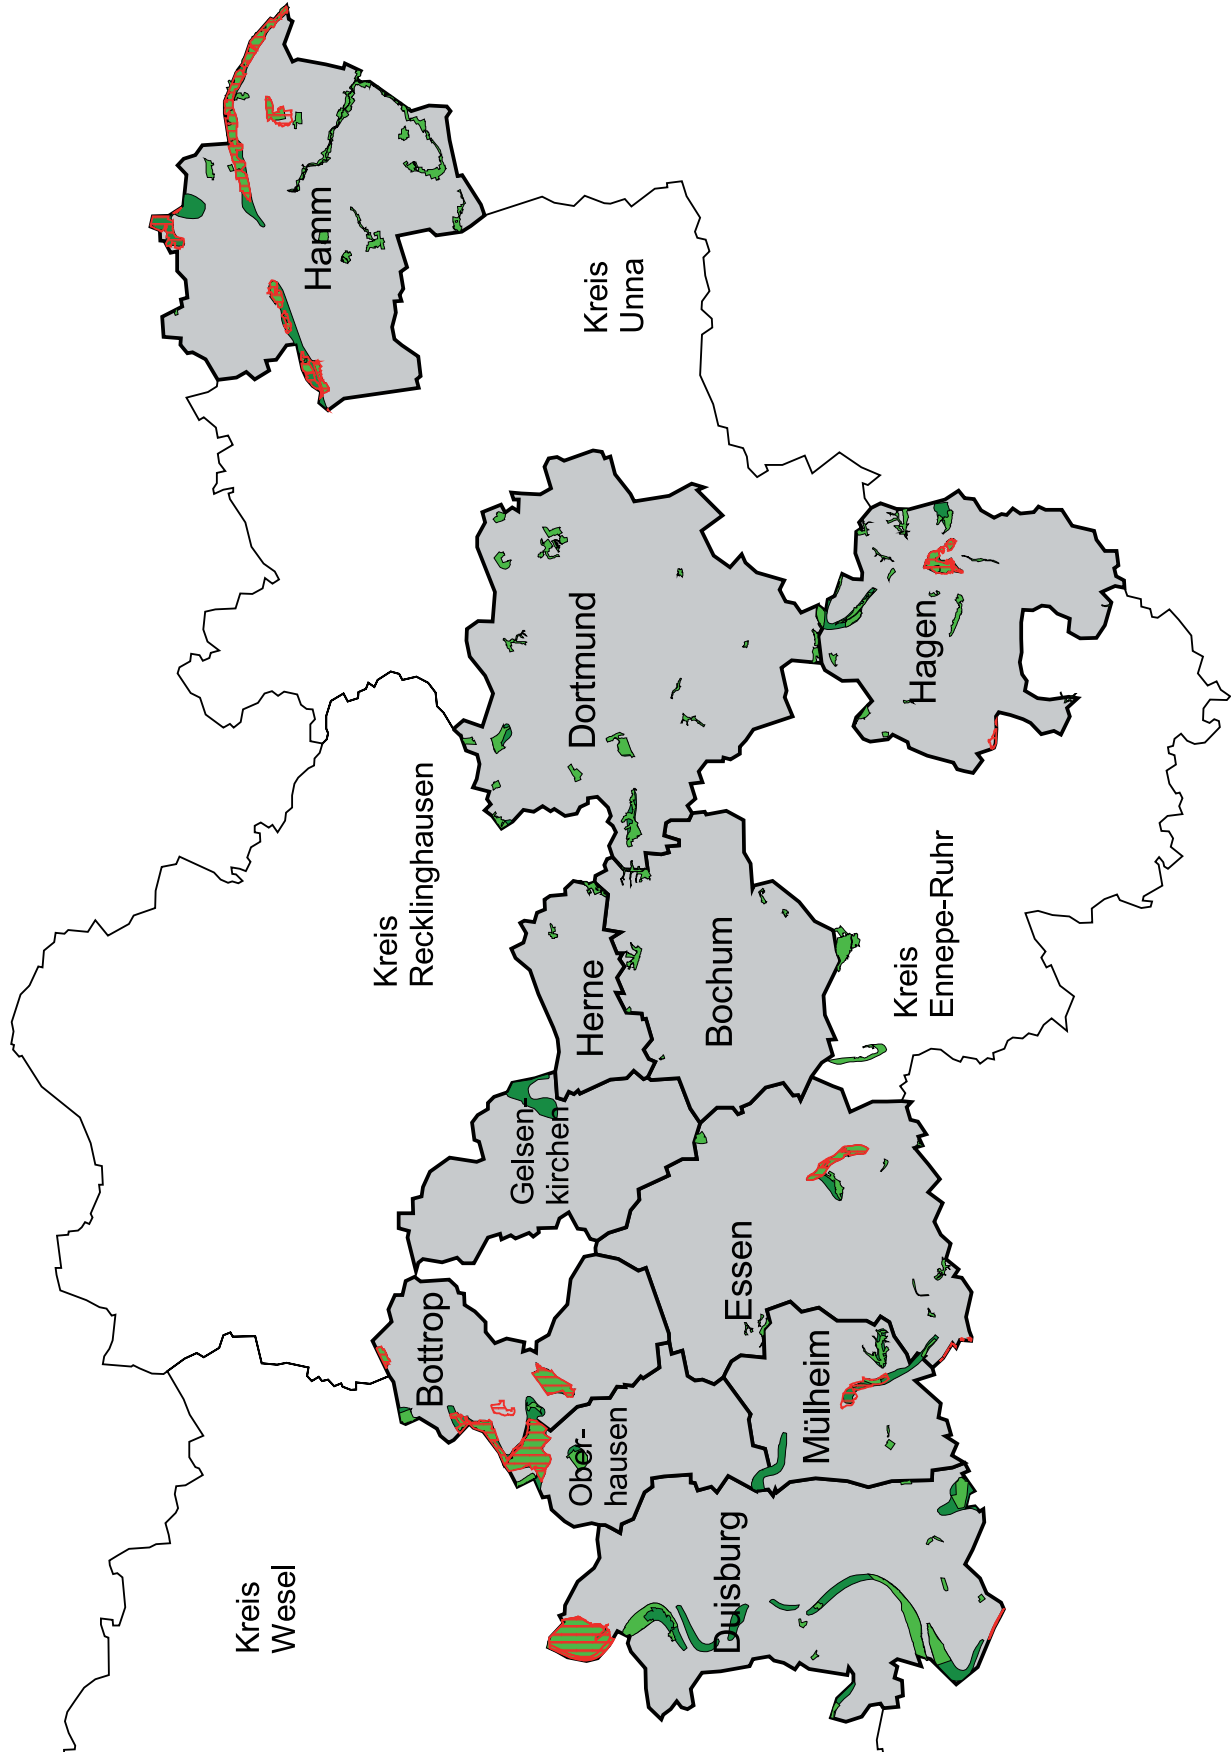 Hamm
Kreis
Unna
Dortmund
Hagen
Kreis
Recklinghausen
Herne
Bochum
Kreis
Ennepe-Ruhr
Gelsen-
kirchen
Essen
Bottrop
Mülheim
Ober-
hausen
Duisburg
Kreis
Wesel